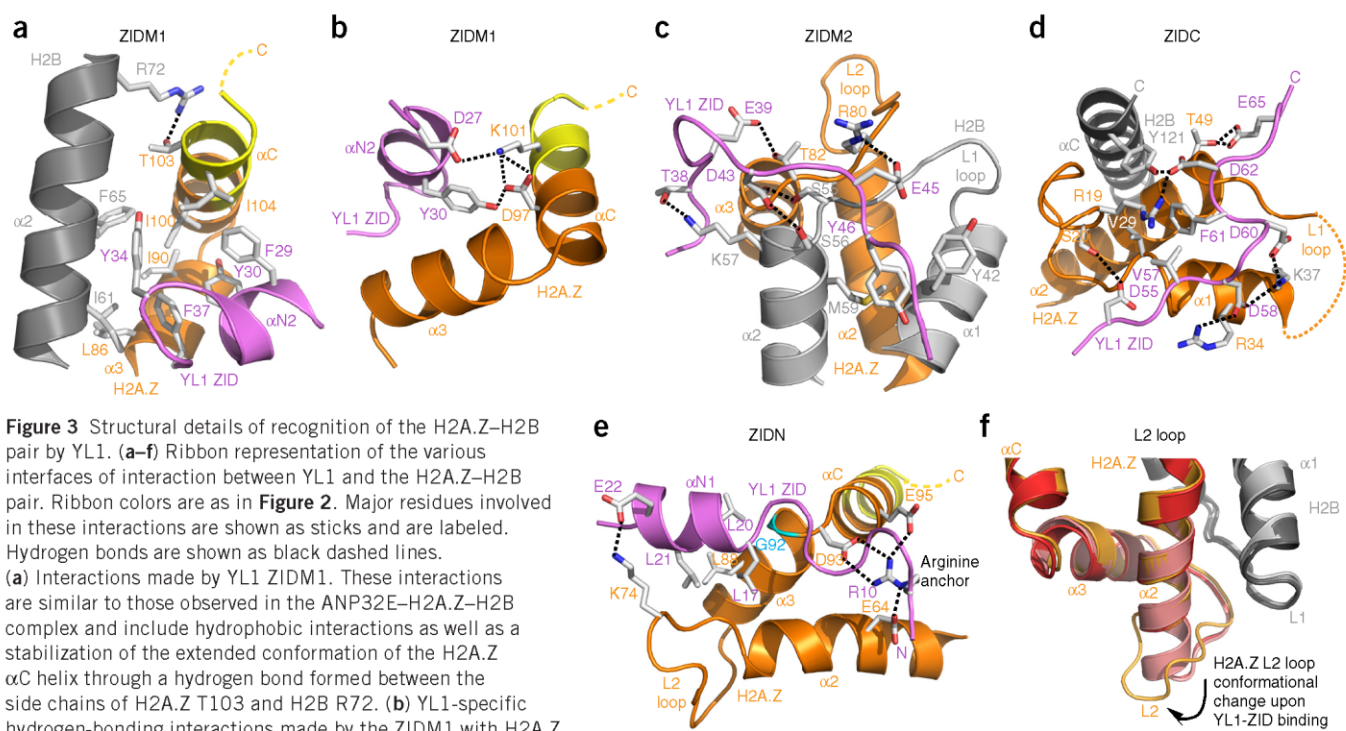 a
ZIDM1
H2B
R72
C
T103
αC
F65
I100
I104
α2
Y34
F29
I90
Y30
I61
F37
αN2
L86
α3
H2A.Z
YL1 ZID
b
ZIDM1
D27
K101
C
αN2
YL1 ZID
Y30
D97
αC
H2A.Z
α3
c
ZIDM2
L2
loop
YL1 ZID
E39
R80
H2B
L1
loop
T82
T38
D43
S55
E45
α3
Y46
S56
K57
Y42
M59
α2
α2
α1
H2A.Z
d
ZIDC
C
C
E65
αC
H2B
T49
Y121
D62
R19
V29
L1
loop
F61
D60
K37
V57
α2
D55
α1
D58
H2A.Z
R34
YL1 ZID
Figure 3 Structural details of recognition of the H2A.Z–H2B
pair by YL1. (a–f) Ribbon representation of the various
interfaces of interaction between YL1 and the H2A.Z–H2B
pair. Ribbon colors are as in Figure 2. Major residues involved
in these interactions are shown as sticks and are labeled.
Hydrogen bonds are shown as black dashed lines.
(a) Interactions made by YL1 ZIDM1. These interactions
are similar to those observed in the ANP32E–H2A.Z–H2B
complex and include hydrophobic interactions as well as a
stabilization of the extended conformation of the H2A.Z
αC helix through a hydrogen bond formed between the
side chains of H2A.Z T103 and H2B R72. (b) YL1-specific
hydrogen-bonding interactions made by the ZIDM1 with H2A.Z
e
ZIDN
αC
C
E22
αN1
YL1 ZID
E95
L20
G92
L21
L88
D93
Arginine
anchor
K74
L17
α3
R10
E64
N
L2
loop
H2A.Z
α2
f
L2 loop
αC
H2A.Z
α1
H2B
α3
α2
L1
L2
H2A.Z L2 loop
conformational
change upon
YL1-ZID binding